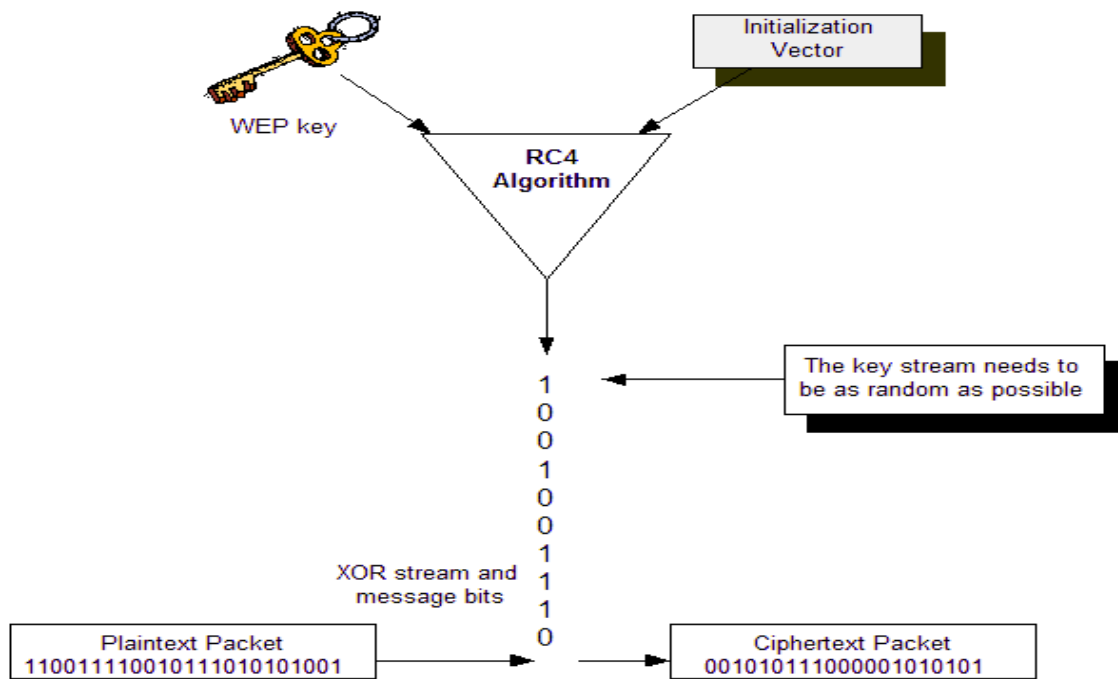 Initialization
Vector
WEP key
RC4
Algorithm
The key stream needs to
be as random as possible
1
0
0
1
0
0
1
1
1
0
XOR stream and
message bits
Plaintext Packet
110011110010111010101001
Ciphertext Packet
001010111000001010101